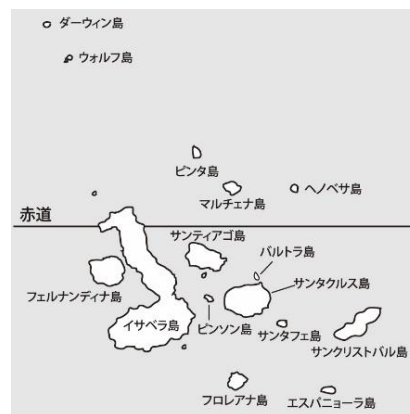 ダーウィン島
ウォルフ島
ピンタ島
マルチェナ島
ヘノベサ島
赤道
サンティアゴ島
バルトラ島
サンタクルス島
フェルナンディナ島
イサベラ島
ピンソン島
サンタフェ島
サンクリストバル島
フロレアナ島
エスパニョーラ島